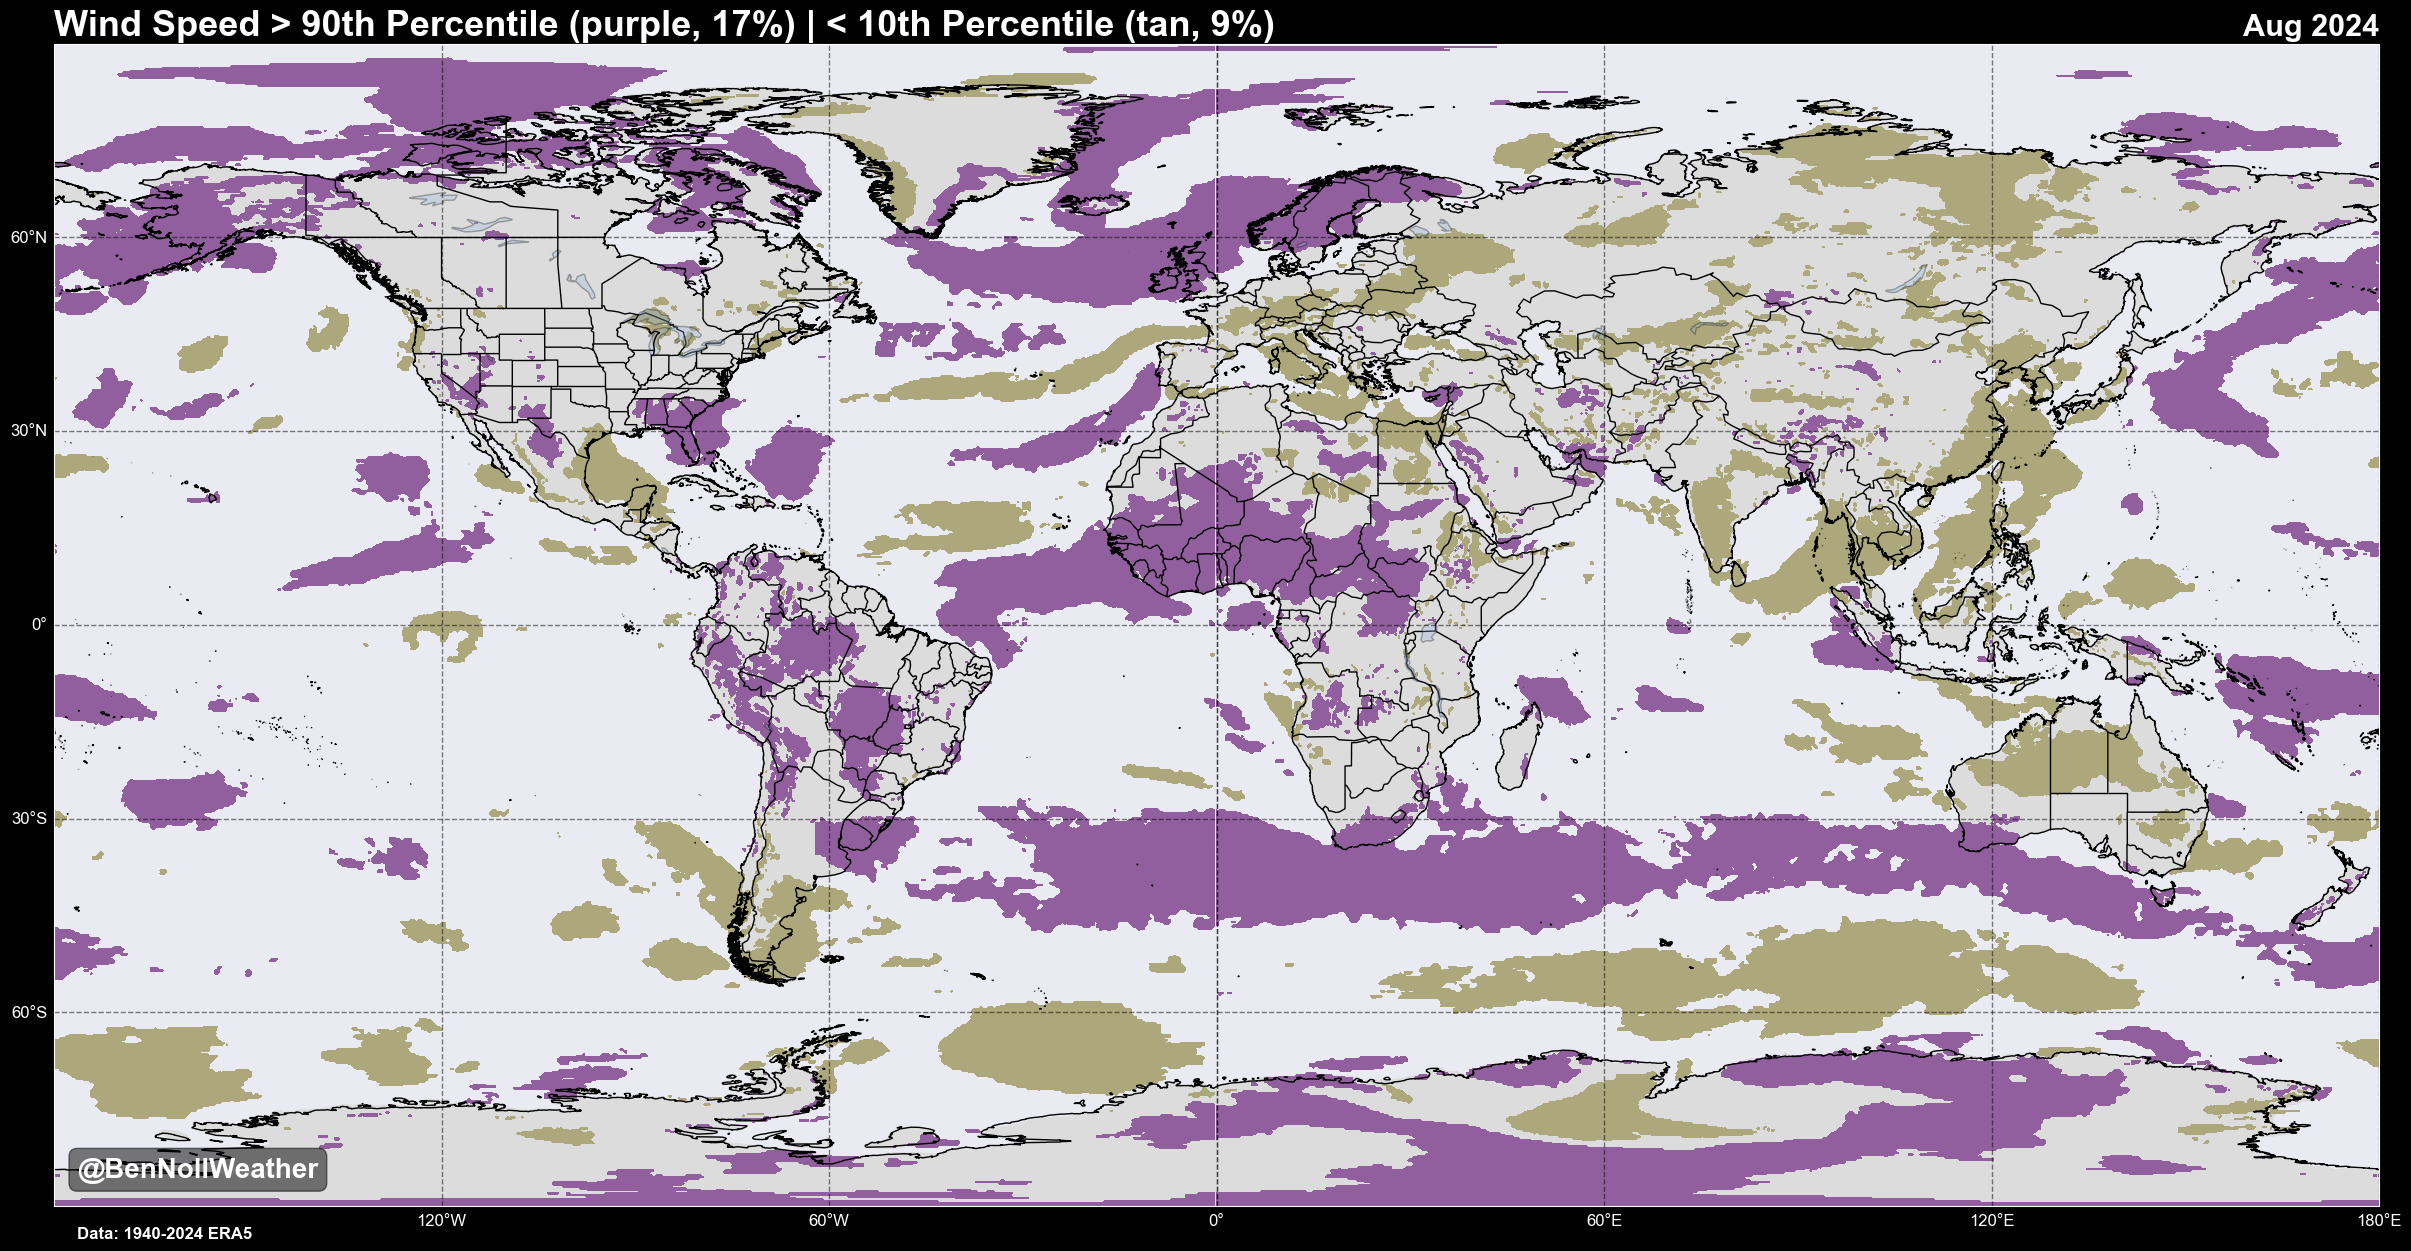 Wind Speed > 90th Percentile (purple, 17%) | < 10th Percentile (tan, 9%)
Aug 2024
60°N
30°N
0°
30°S
60°S
@BenNollWeather
120°W
60°W
0°
60°E
120°E
180°E
Data: 1940-2024 ERA5